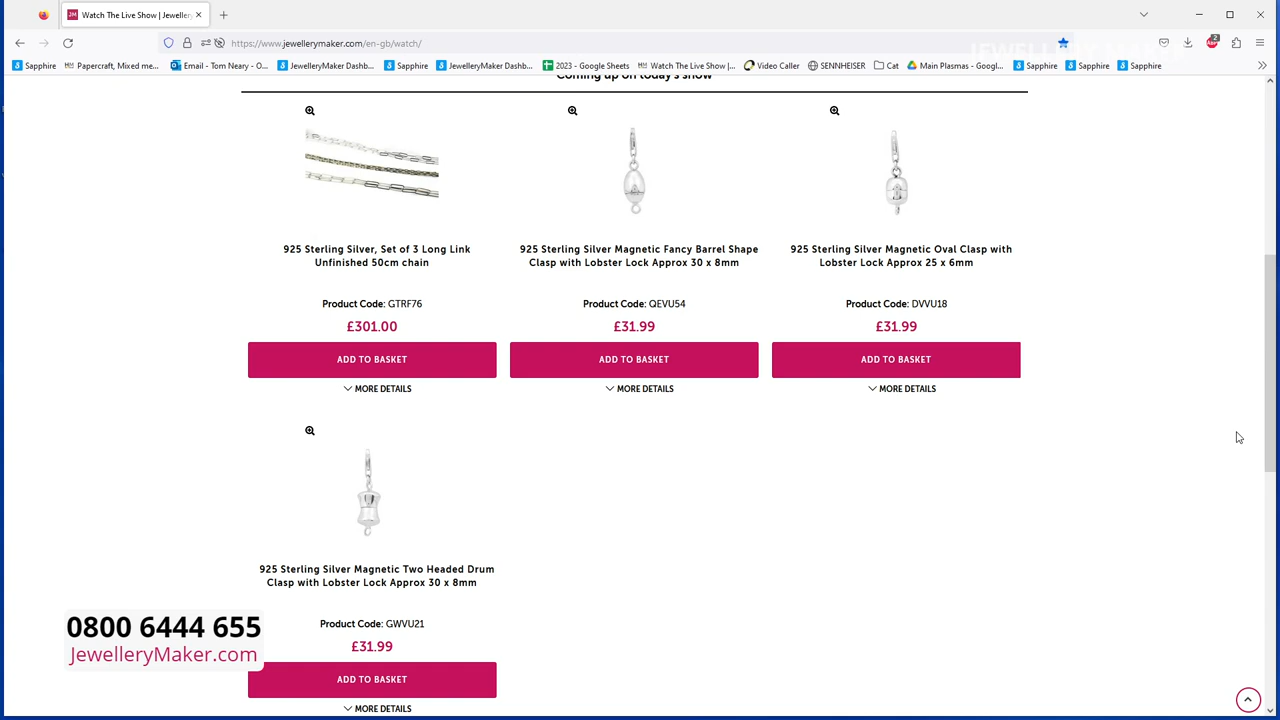 Watch The Live Show | Jewellery
https://www.jewellerymaker.com/en-gb/watch/
2
JEWELLERY MAKER
Sapphire
Papercraft, Mixed me...
Email - Tom Neary - O...
JewelleryMaker Dashb...
Sapphire
JewelleryMaker Dashb...
2023 - Google Sheets
Watch The Live Show |...
Video Caller
SENNHEISER
Cat
Main Plasmas - Googl...
Sapphire
Sapphire
Sapphire
Coming up on today's show
925 Sterling Silver, Set of 3 Long Link
Unfinished 50cm chain
Product Code: GTRF76
£301.00
ADD TO BASKET
MORE DETAILS
925 Sterling Silver Magnetic Fancy Barrel Shape
Clasp with Lobster Lock Approx 30 x 8mm
Product Code: QEVU54
£31.99
ADD TO BASKET
MORE DETAILS
925 Sterling Silver Magnetic Oval Clasp with
Lobster Lock Approx 25 x 6mm
Product Code: DVVU18
£31.99
ADD TO BASKET
MORE DETAILS
925 Sterling Silver Magnetic Two Headed Drum
Clasp with Lobster Lock Approx 30 x 8mm
Product Code: GWVU21
£31.99
ADD TO BASKET
MORE DETAILS
0800 6444 655
JewelleryMaker.com